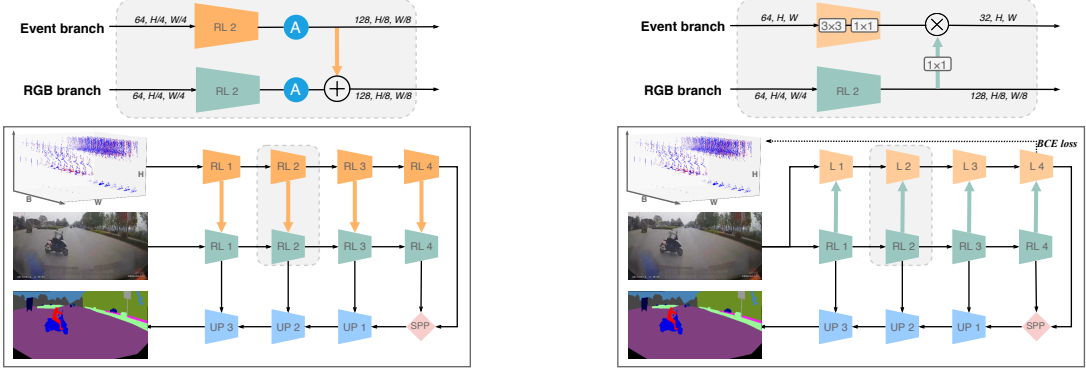 Event branch
64, H/4, W/4
RL 2
A
128, H/8, W/8
RGB branch
64, H/4, W/4
RL 2
A
128, H/8, W/8
H
B
W
RL 1
RL 2
RL 3
RL 4
RL 1
RL 2
RL 3
RL 4
UP 3
UP 2
UP 1
SPP
Event branch
64, H, W
3×3
1×1
32, H, W
1×1
RGB branch
64, H/4, W/4
RL 2
128, H/8, W/8
BCE loss
H
B
W
L 1
L 2
L 3
L 4
RL 1
RL 2
RL 3
RL 4
UP 3
UP 2
UP 1
SPP